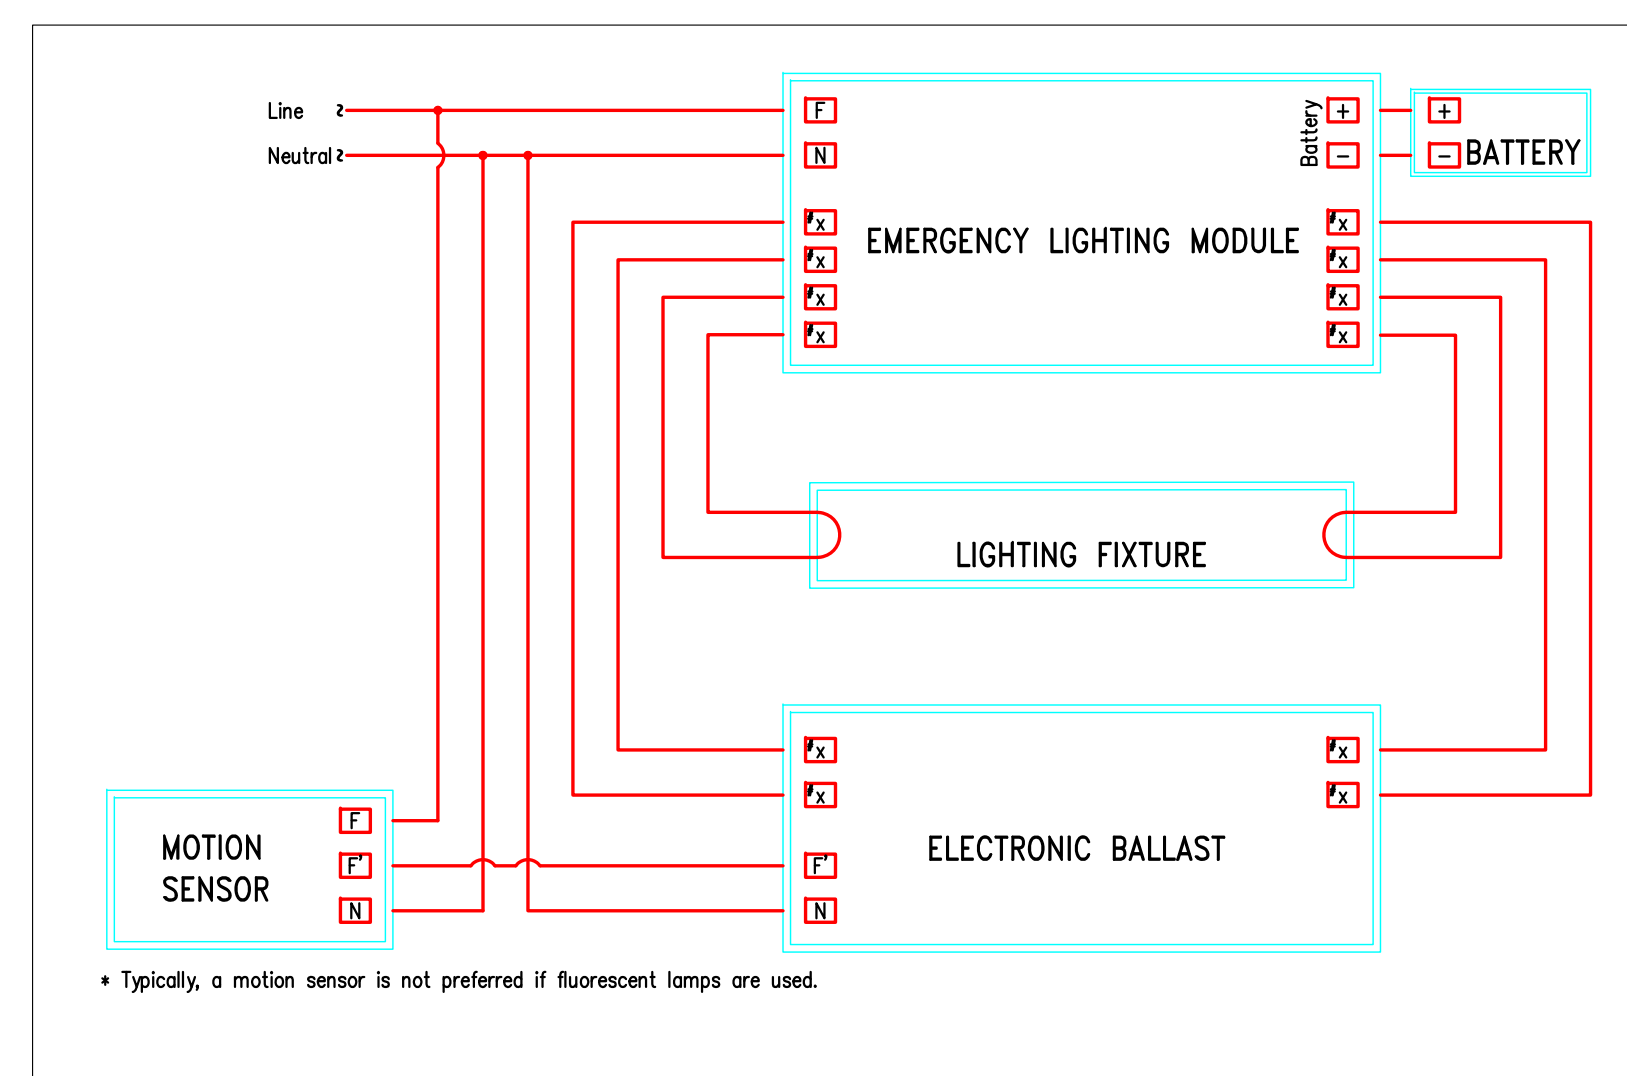 Line
Neutral
F
N
Battery
+
−
+
− BATTERY
#x
#x
#x
#x
EMERGENCY LIGHTING MODULE
#x
#x
#x
#x
LIGHTING FIXTURE
#x
#x
#x
#x
F'
N
ELECTRONIC BALLAST
MOTION
SENSOR
F
F'
N
* Typically, a motion sensor is not preferred if fluorescent lamps are used.